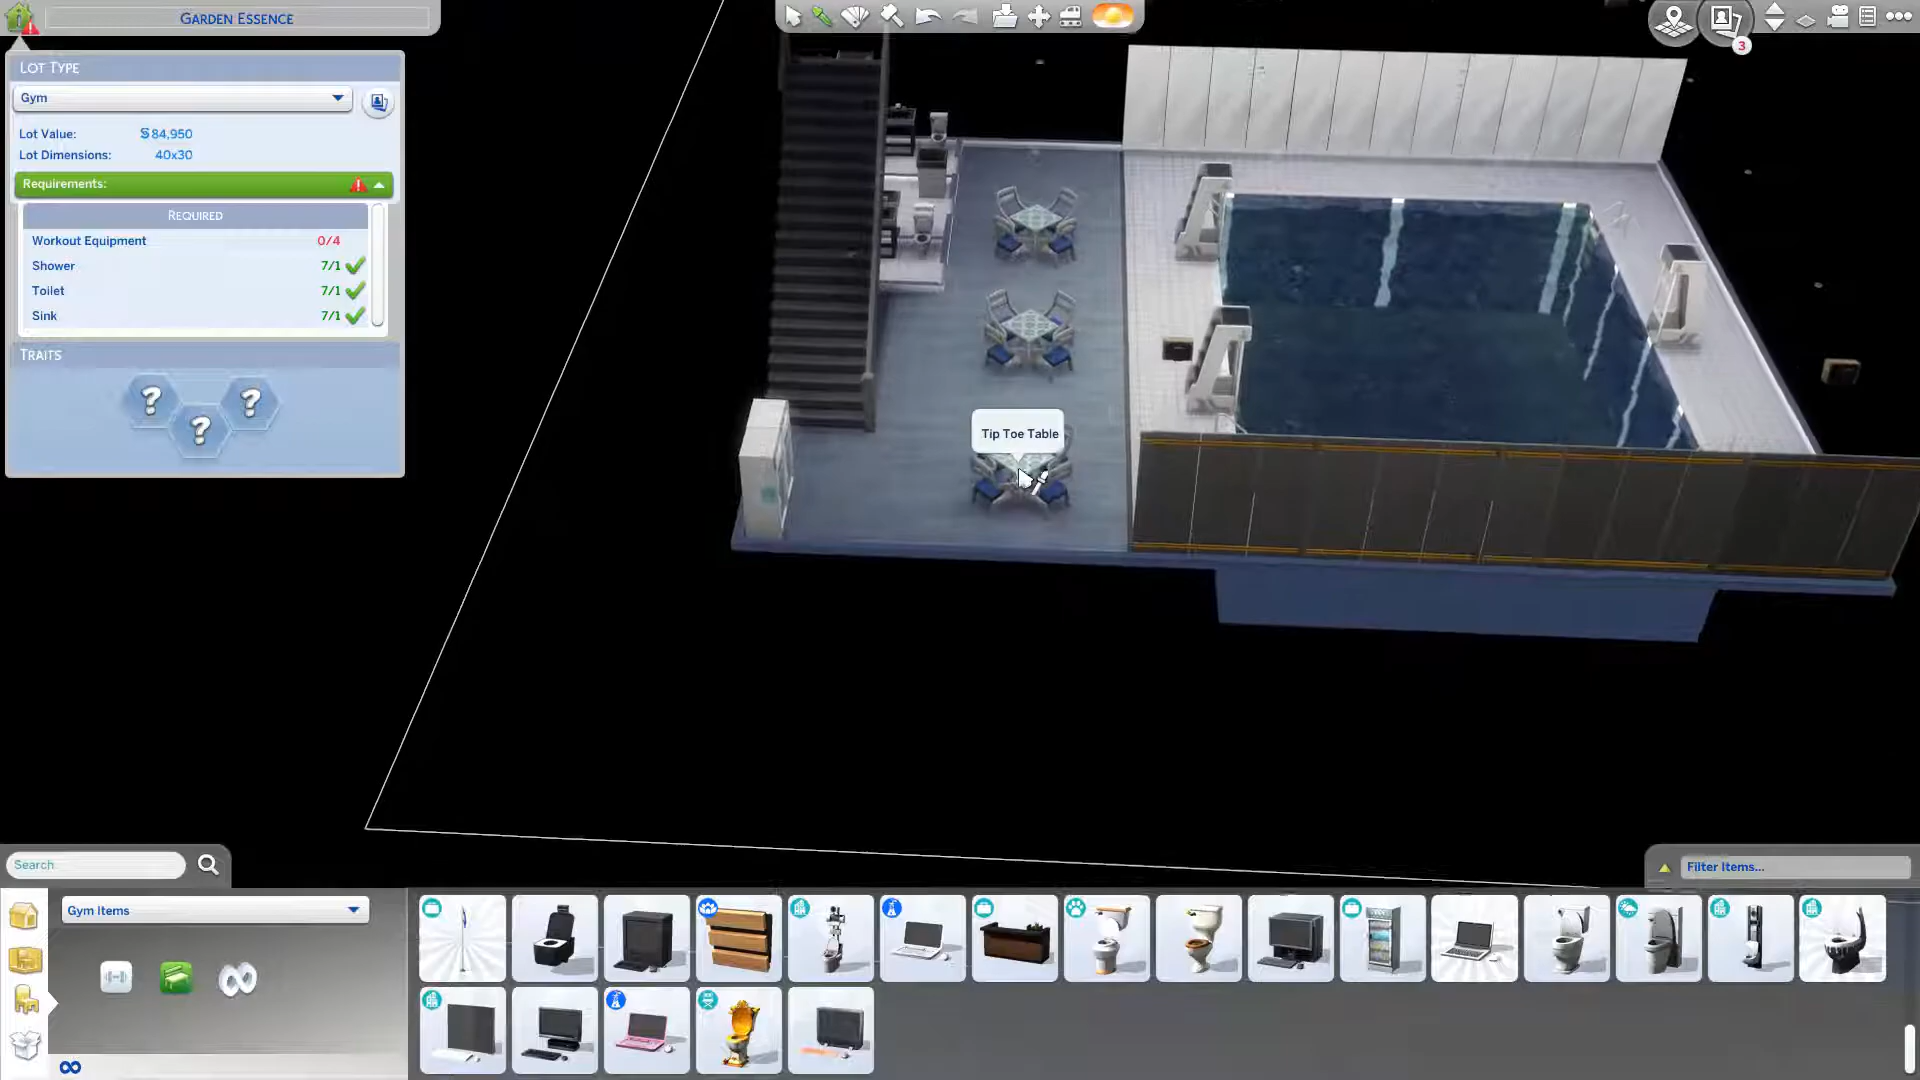 GARDEN ESSENCE
3
LOT TYPE
Gym
Lot Value: §84,950
Lot Dimensions: 40x30
Requirements:
REQUIRED
Workout Equipment 0/4
Shower 7/1
Toilet 7/1
Sink 7/1
TRAITS
? ? ?
Tip Toe Table
Search
Filter Items...
Gym Items